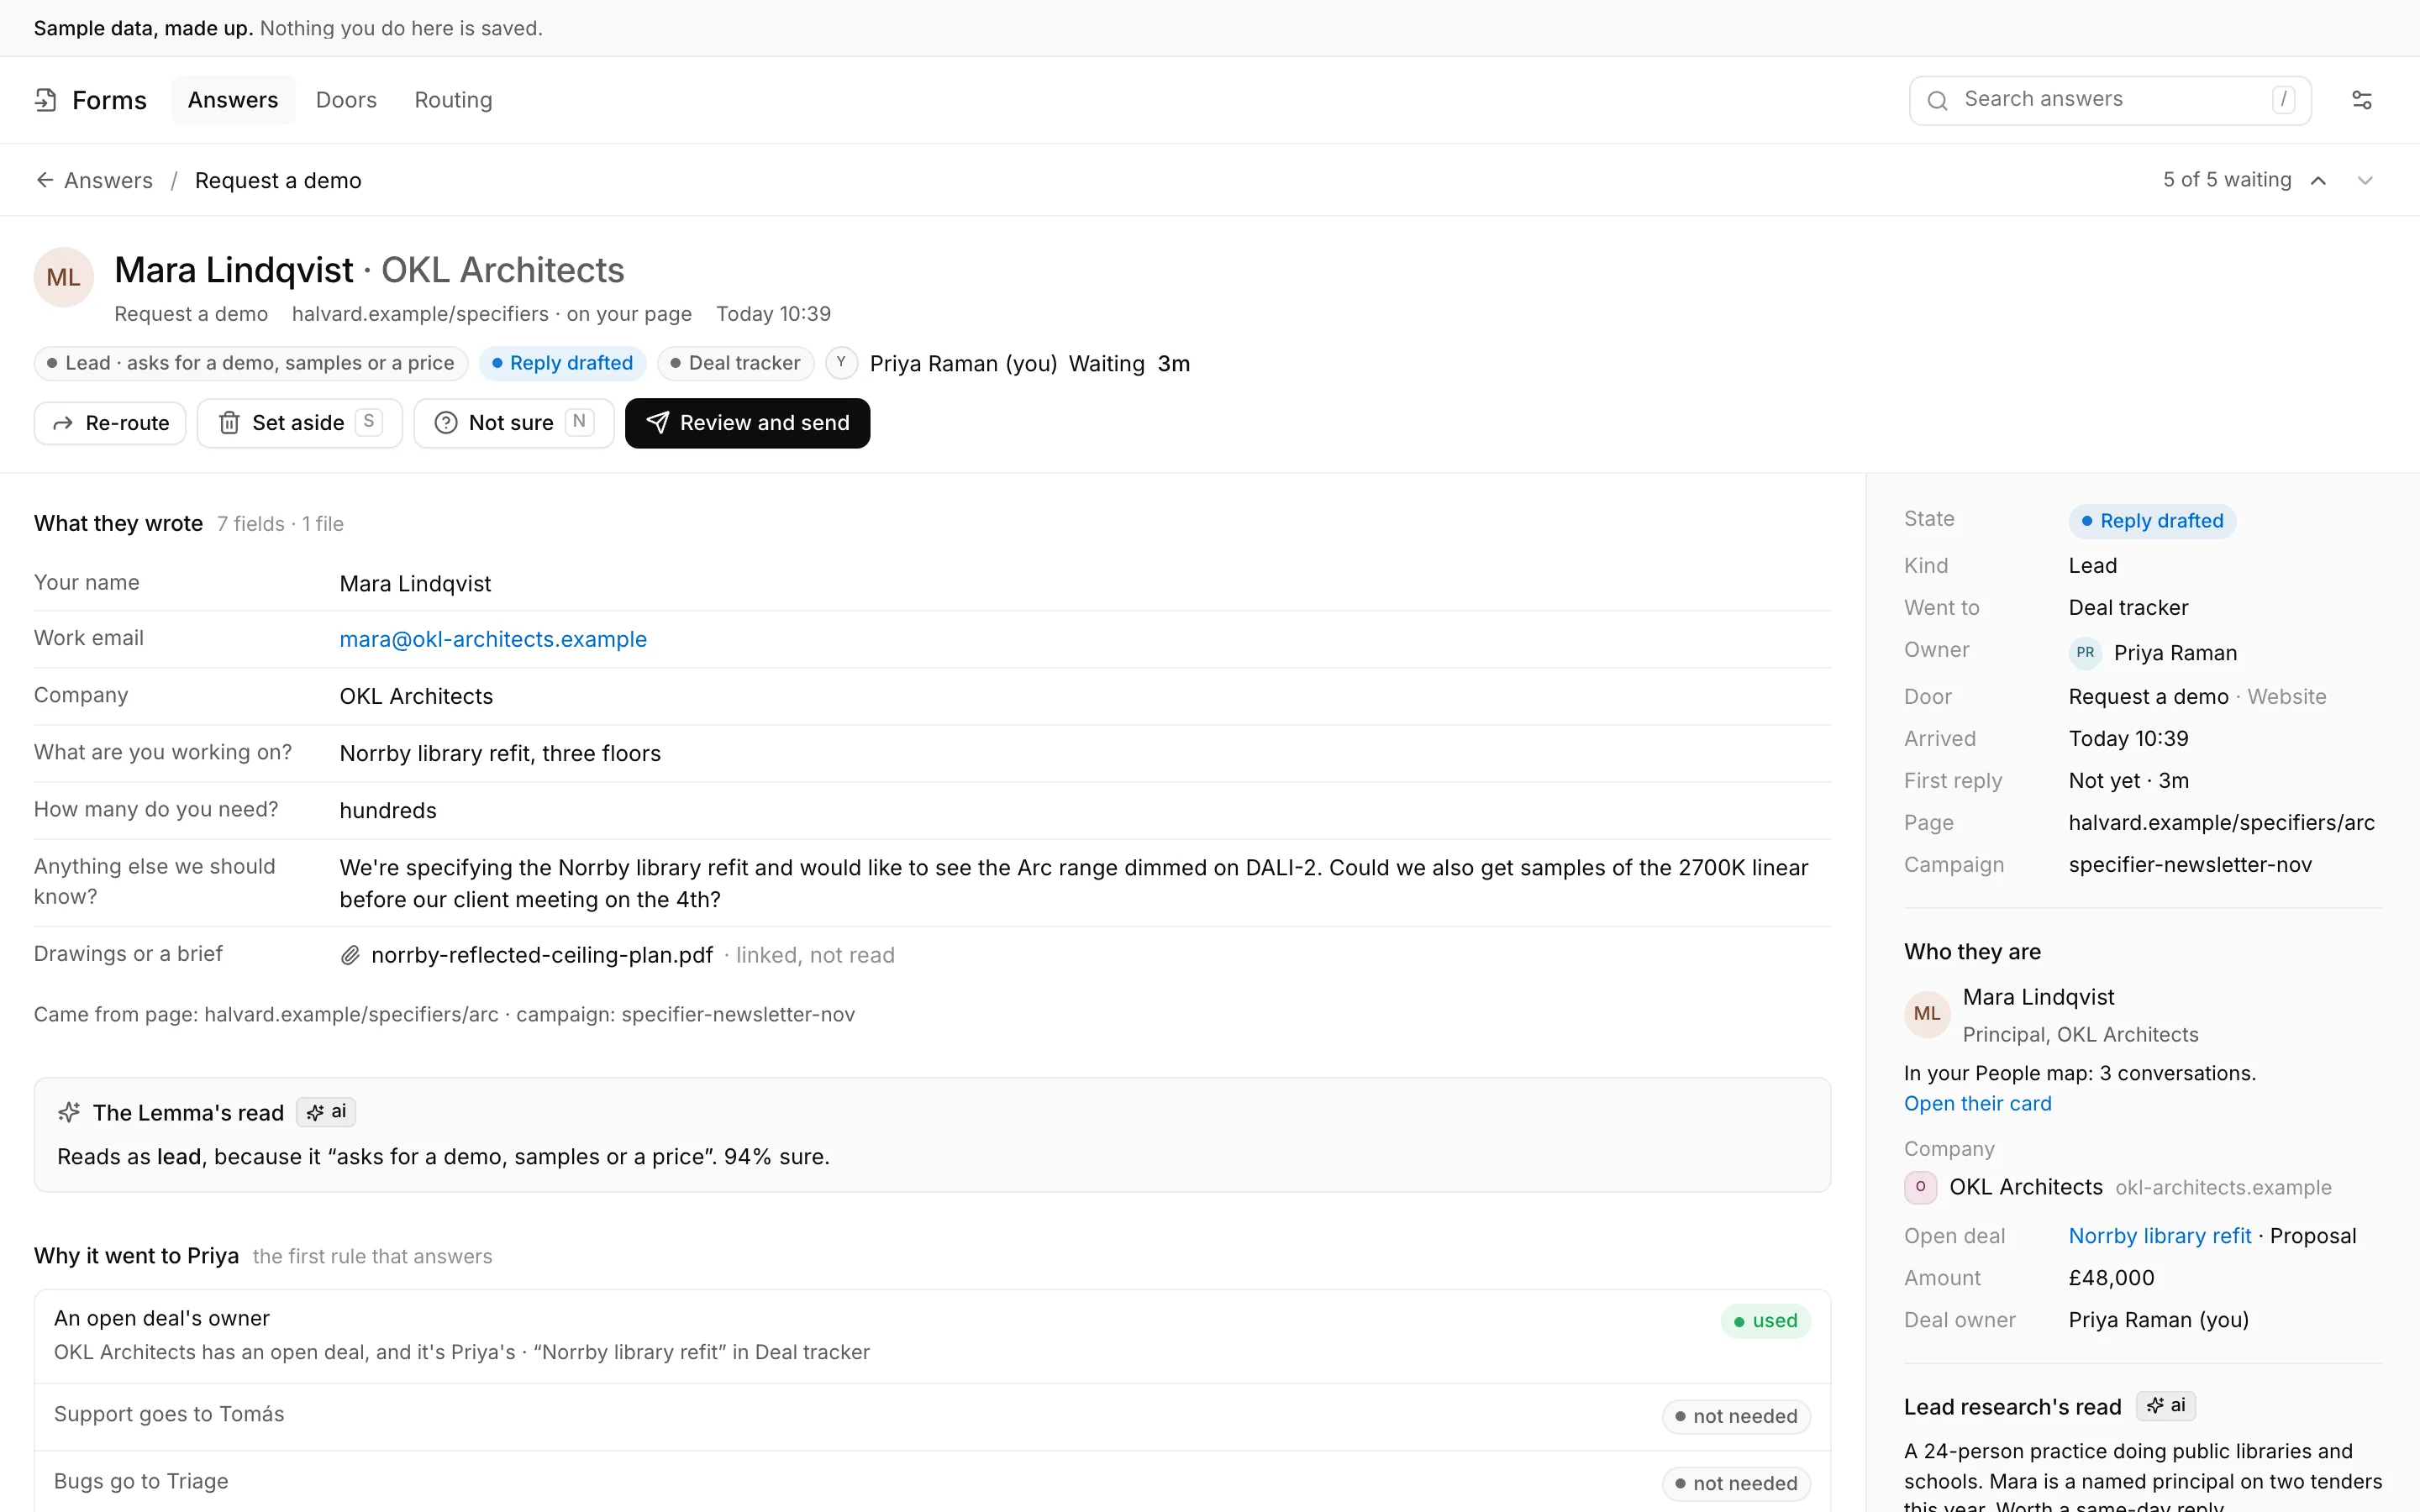 Sample data, made up. Nothing you do here is saved.
Forms
Answers
Doors
Routing
Search answers
/
Answers / Request a demo
5 of 5 waiting
ML
Mara Lindqvist · OKL Architects
Request a demo halvard.example/specifiers · on your page Today 10:39
Lead · asks for a demo, samples or a price
Reply drafted
Deal tracker
Y
Priya Raman (you) Waiting 3m
Re-route
Set aside S
Not sure N
Review and send
What they wrote 7 fields · 1 file
Your name
Mara Lindqvist
Work email
mara@okl-architects.example
Company
OKL Architects
What are you working on?
Norrby library refit, three floors
How many do you need?
hundreds
Anything else we should
know?
We're specifying the Norrby library refit and would like to see the Arc range dimmed on DALI-2. Could we also get samples of the 2700K linear
before our client meeting on the 4th?
Drawings or a brief
norrby-reflected-ceiling-plan.pdf · linked, not read
Came from page: halvard.example/specifiers/arc · campaign: specifier-newsletter-nov
The Lemma's read ai
Reads as lead, because it “asks for a demo, samples or a price”. 94% sure.
Why it went to Priya the first rule that answers
An open deal's owner
used
OKL Architects has an open deal, and it's Priya's · “Norrby library refit” in Deal tracker
Support goes to Tomás
not needed
Bugs go to Triage
not needed
State
Reply drafted
Kind
Lead
Went to
Deal tracker
Owner
PR
Priya Raman
Door
Request a demo · Website
Arrived
Today 10:39
First reply
Not yet · 3m
Page
halvard.example/specifiers/arc
Campaign
specifier-newsletter-nov
Who they are
ML
Mara Lindqvist
Principal, OKL Architects
In your People map: 3 conversations.
Open their card
Company
O
OKL Architects okl-architects.example
Open deal
Norrby library refit · Proposal
Amount
£48,000
Deal owner
Priya Raman (you)
Lead research's read ai
A 24-person practice doing public libraries and
schools. Mara is a named principal on two tenders
this year. Worth a same-day reply.